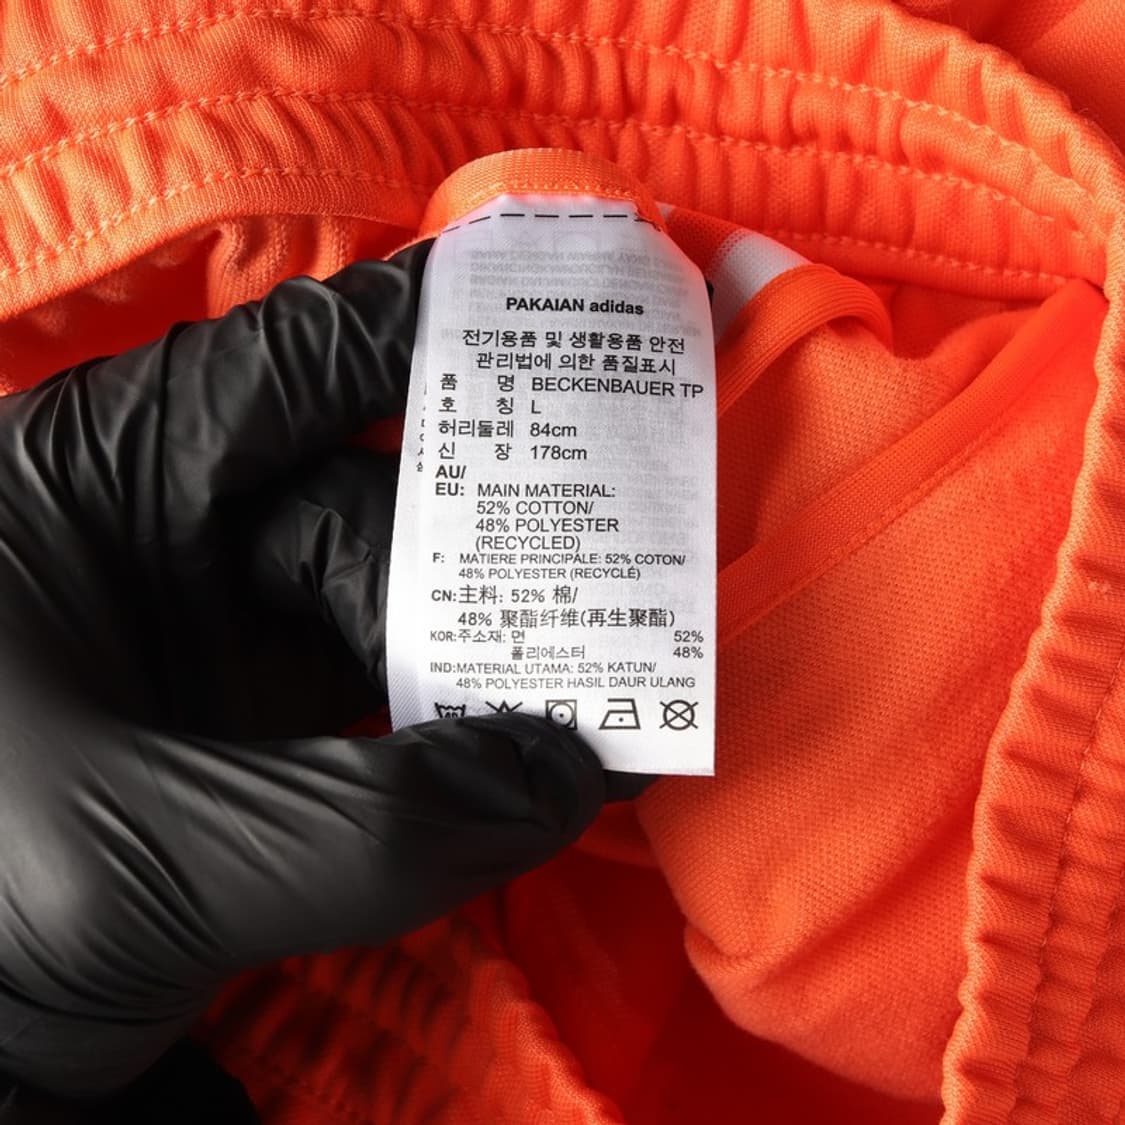 PAKAIAN adidas
전기용품 및 생활용품 안전
관리법에 의한 품질표시
품 명 BECKENBAUER TP
호 칭 L
허리둘레 84cm
신 장 178cm
AU/
EU: MAIN MATERIAL:
52% COTTON/
48% POLYESTER
(RECYCLED)
F: MATIERE PRINCIPALE: 52% COTON/
48% POLYESTER (RECYCLÉ)
CN:主料: 52% 棉/
48% 聚酯纤维(再生聚酯)
KOR:주소재: 면 52%
폴리에스터 48%
IND:MATERIAL UTAMA: 52% KATUN/
48% POLYESTER HASIL DAUR ULANG